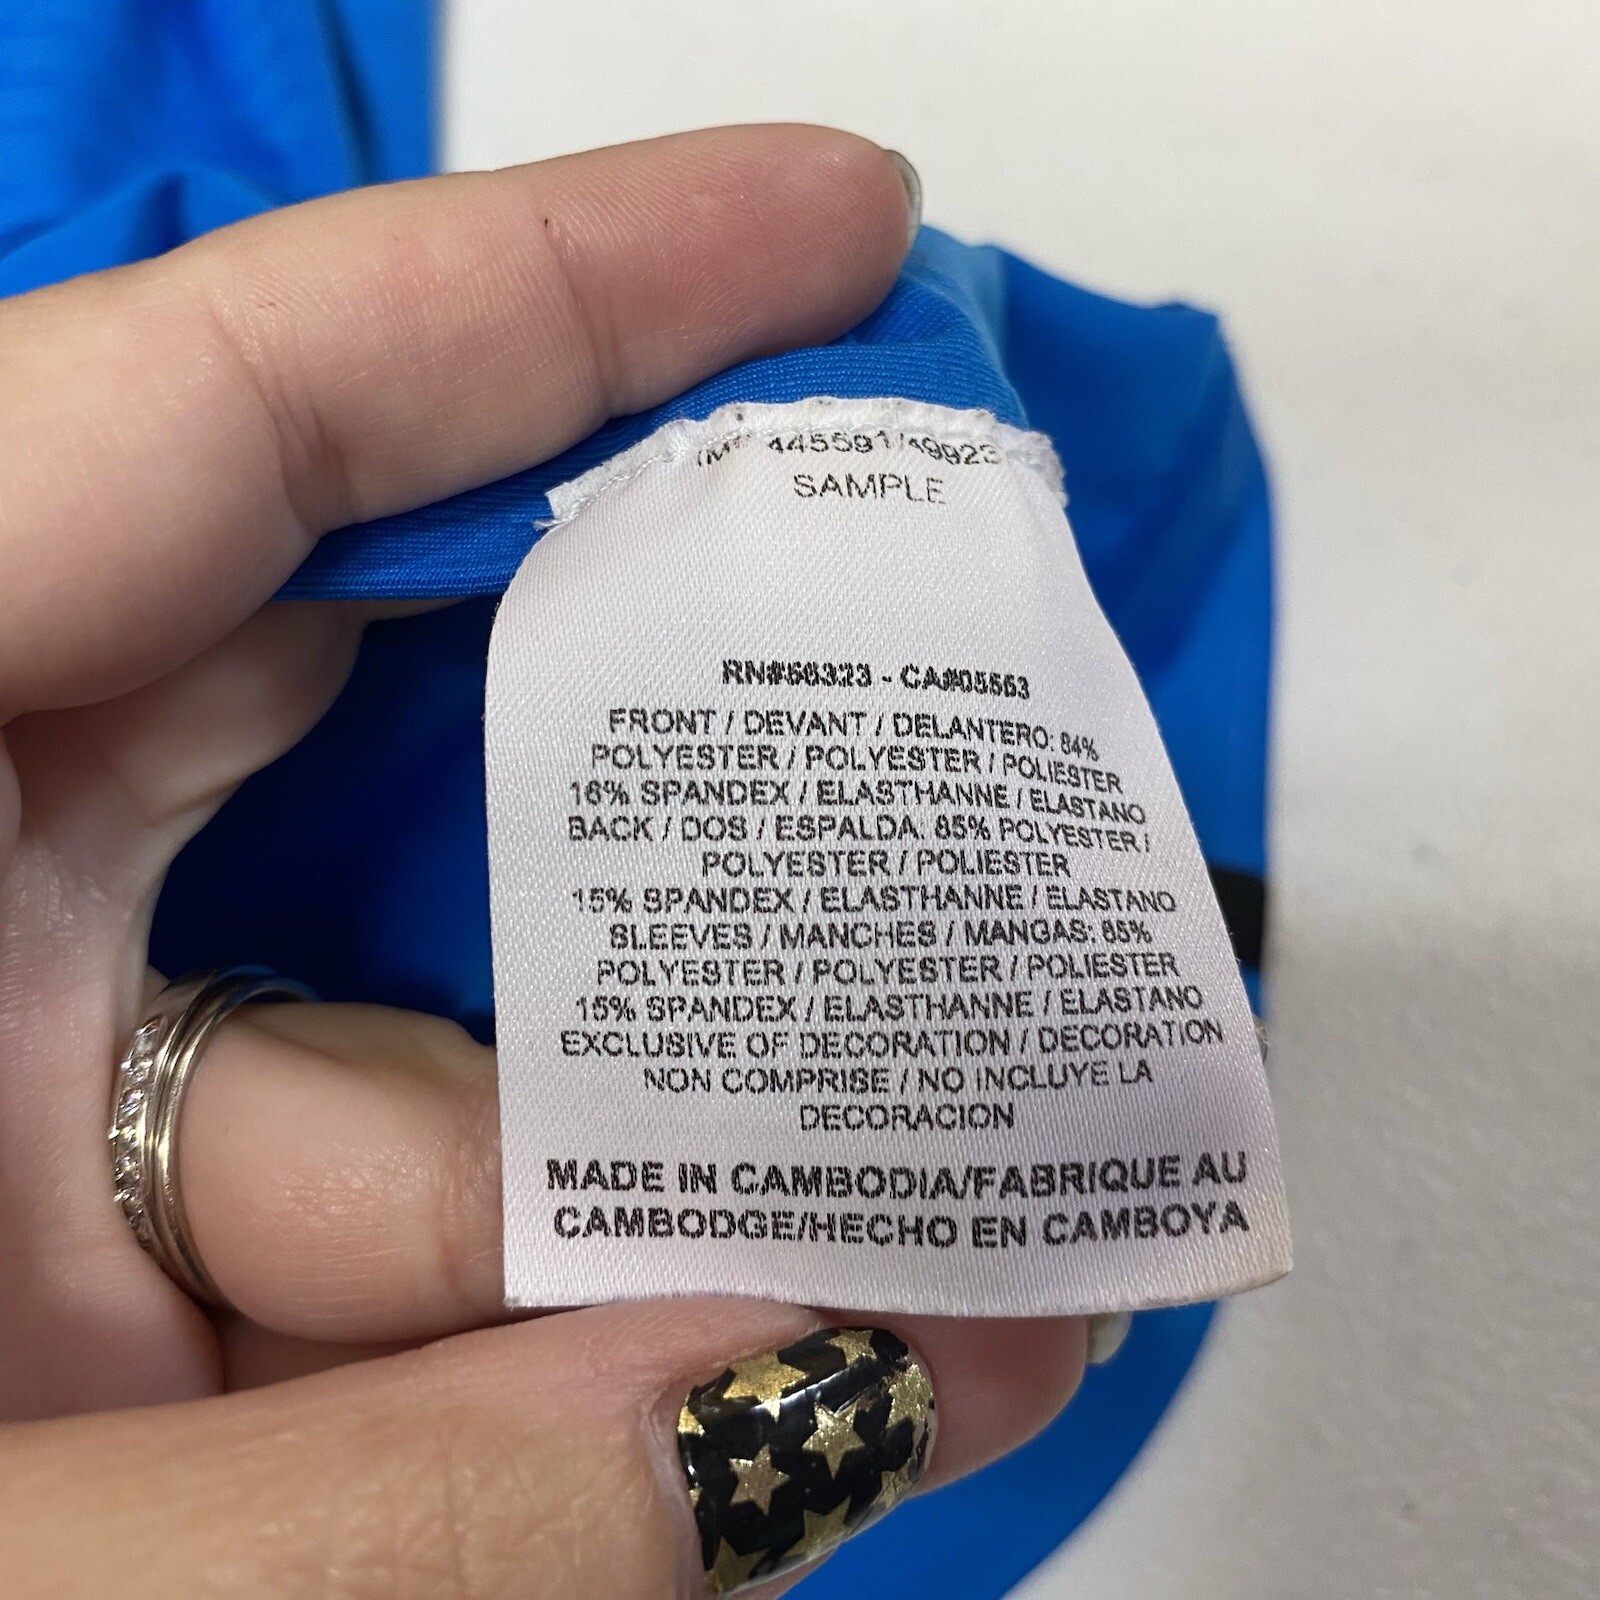 445591/49923
SAMPLE
RN#56323 - CA#05553
FRONT / DEVANT / DELANTERO: 84%
POLYESTER / POLYESTER / POLIESTER
16% SPANDEX / ELASTHANNE / ELASTANO
BACK / DOS / ESPALDA: 85% POLYESTER /
POLYESTER / POLIESTER
15% SPANDEX / ELASTHANNE / ELASTANO
SLEEVES / MANCHES / MANGAS: 85%
POLYESTER / POLYESTER / POLIESTER
15% SPANDEX / ELASTHANNE / ELASTANO
EXCLUSIVE OF DECORATION / DECORATION
NON COMPRISE / NO INCLUYE LA
DECORACION
MADE IN CAMBODIA/FABRIQUE AU
CAMBODGE/HECHO EN CAMBOYA